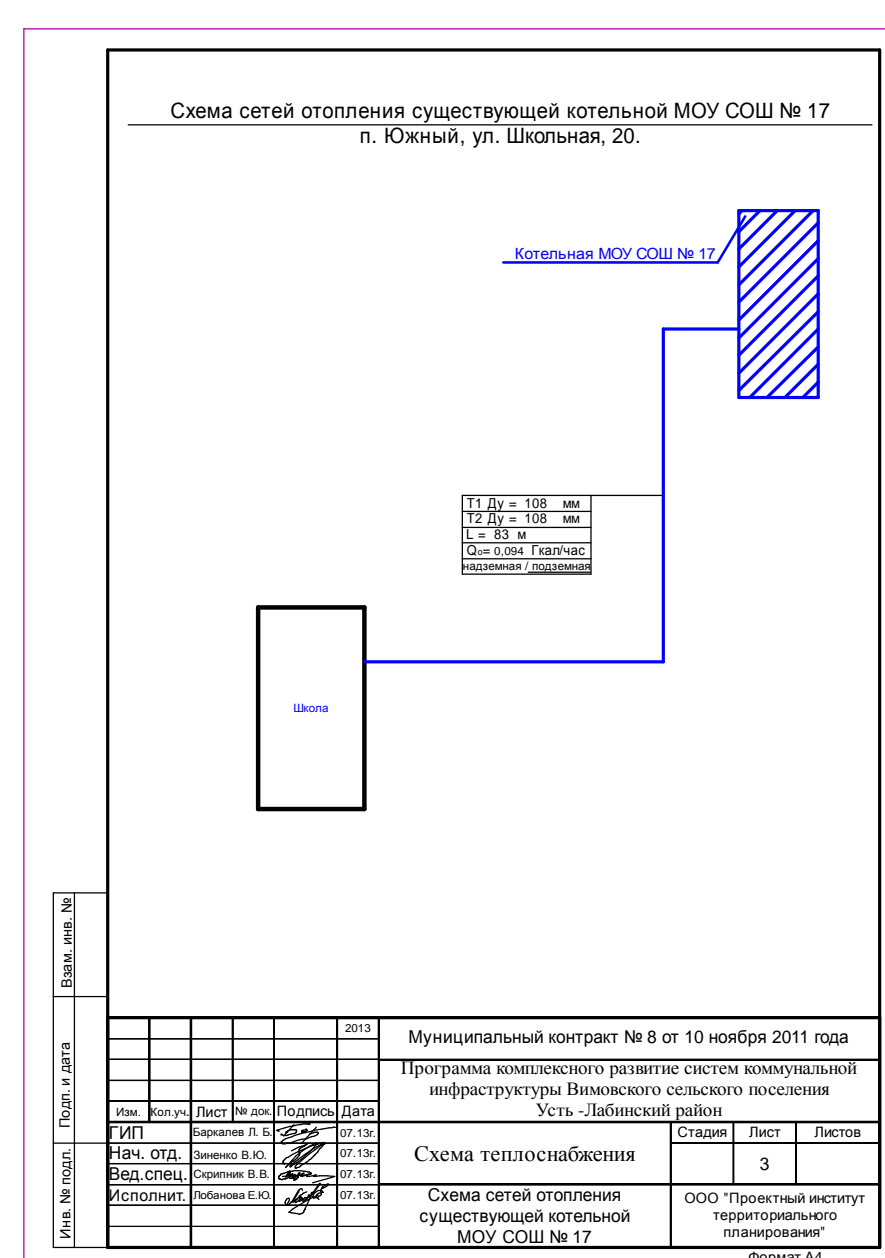 Схема сетей отопления существующей котельной МОУ СОШ № 17
п. Южный, ул. Школьная, 20.
Котельная МОУ СОШ № 17
Т1 Ду = 108 мм
Т2 Ду = 108 мм
L = 83 м
Qо= 0,094 Гкал/час
надземная / подземная
Школа
Взам. инв. №
Подп. и дата
Инв. № подл.
2013
Муниципальный контракт № 8 от 10 ноября 2011 года
Программа комплексного развитие систем коммунальной
инфраструктуры Вимовского сельского поселения
Усть -Лабинский район
Изм. Кол.уч. Лист № док. Подпись Дата
ГИП Баркалев Л. Б. 07.13г.
Нач. отд. Зиненко В.Ю. 07.13г.
Вед.спец. Скрипник В.В. 07.13г.
Исполнит. Лобанова Е.Ю. 07.13г.
Схема теплоснабжения
Стадия Лист Листов
3
Схема сетей отопления
существующей котельной
МОУ СОШ № 17
ООО "Проектный институт
территориального
планирования"
Формат А4